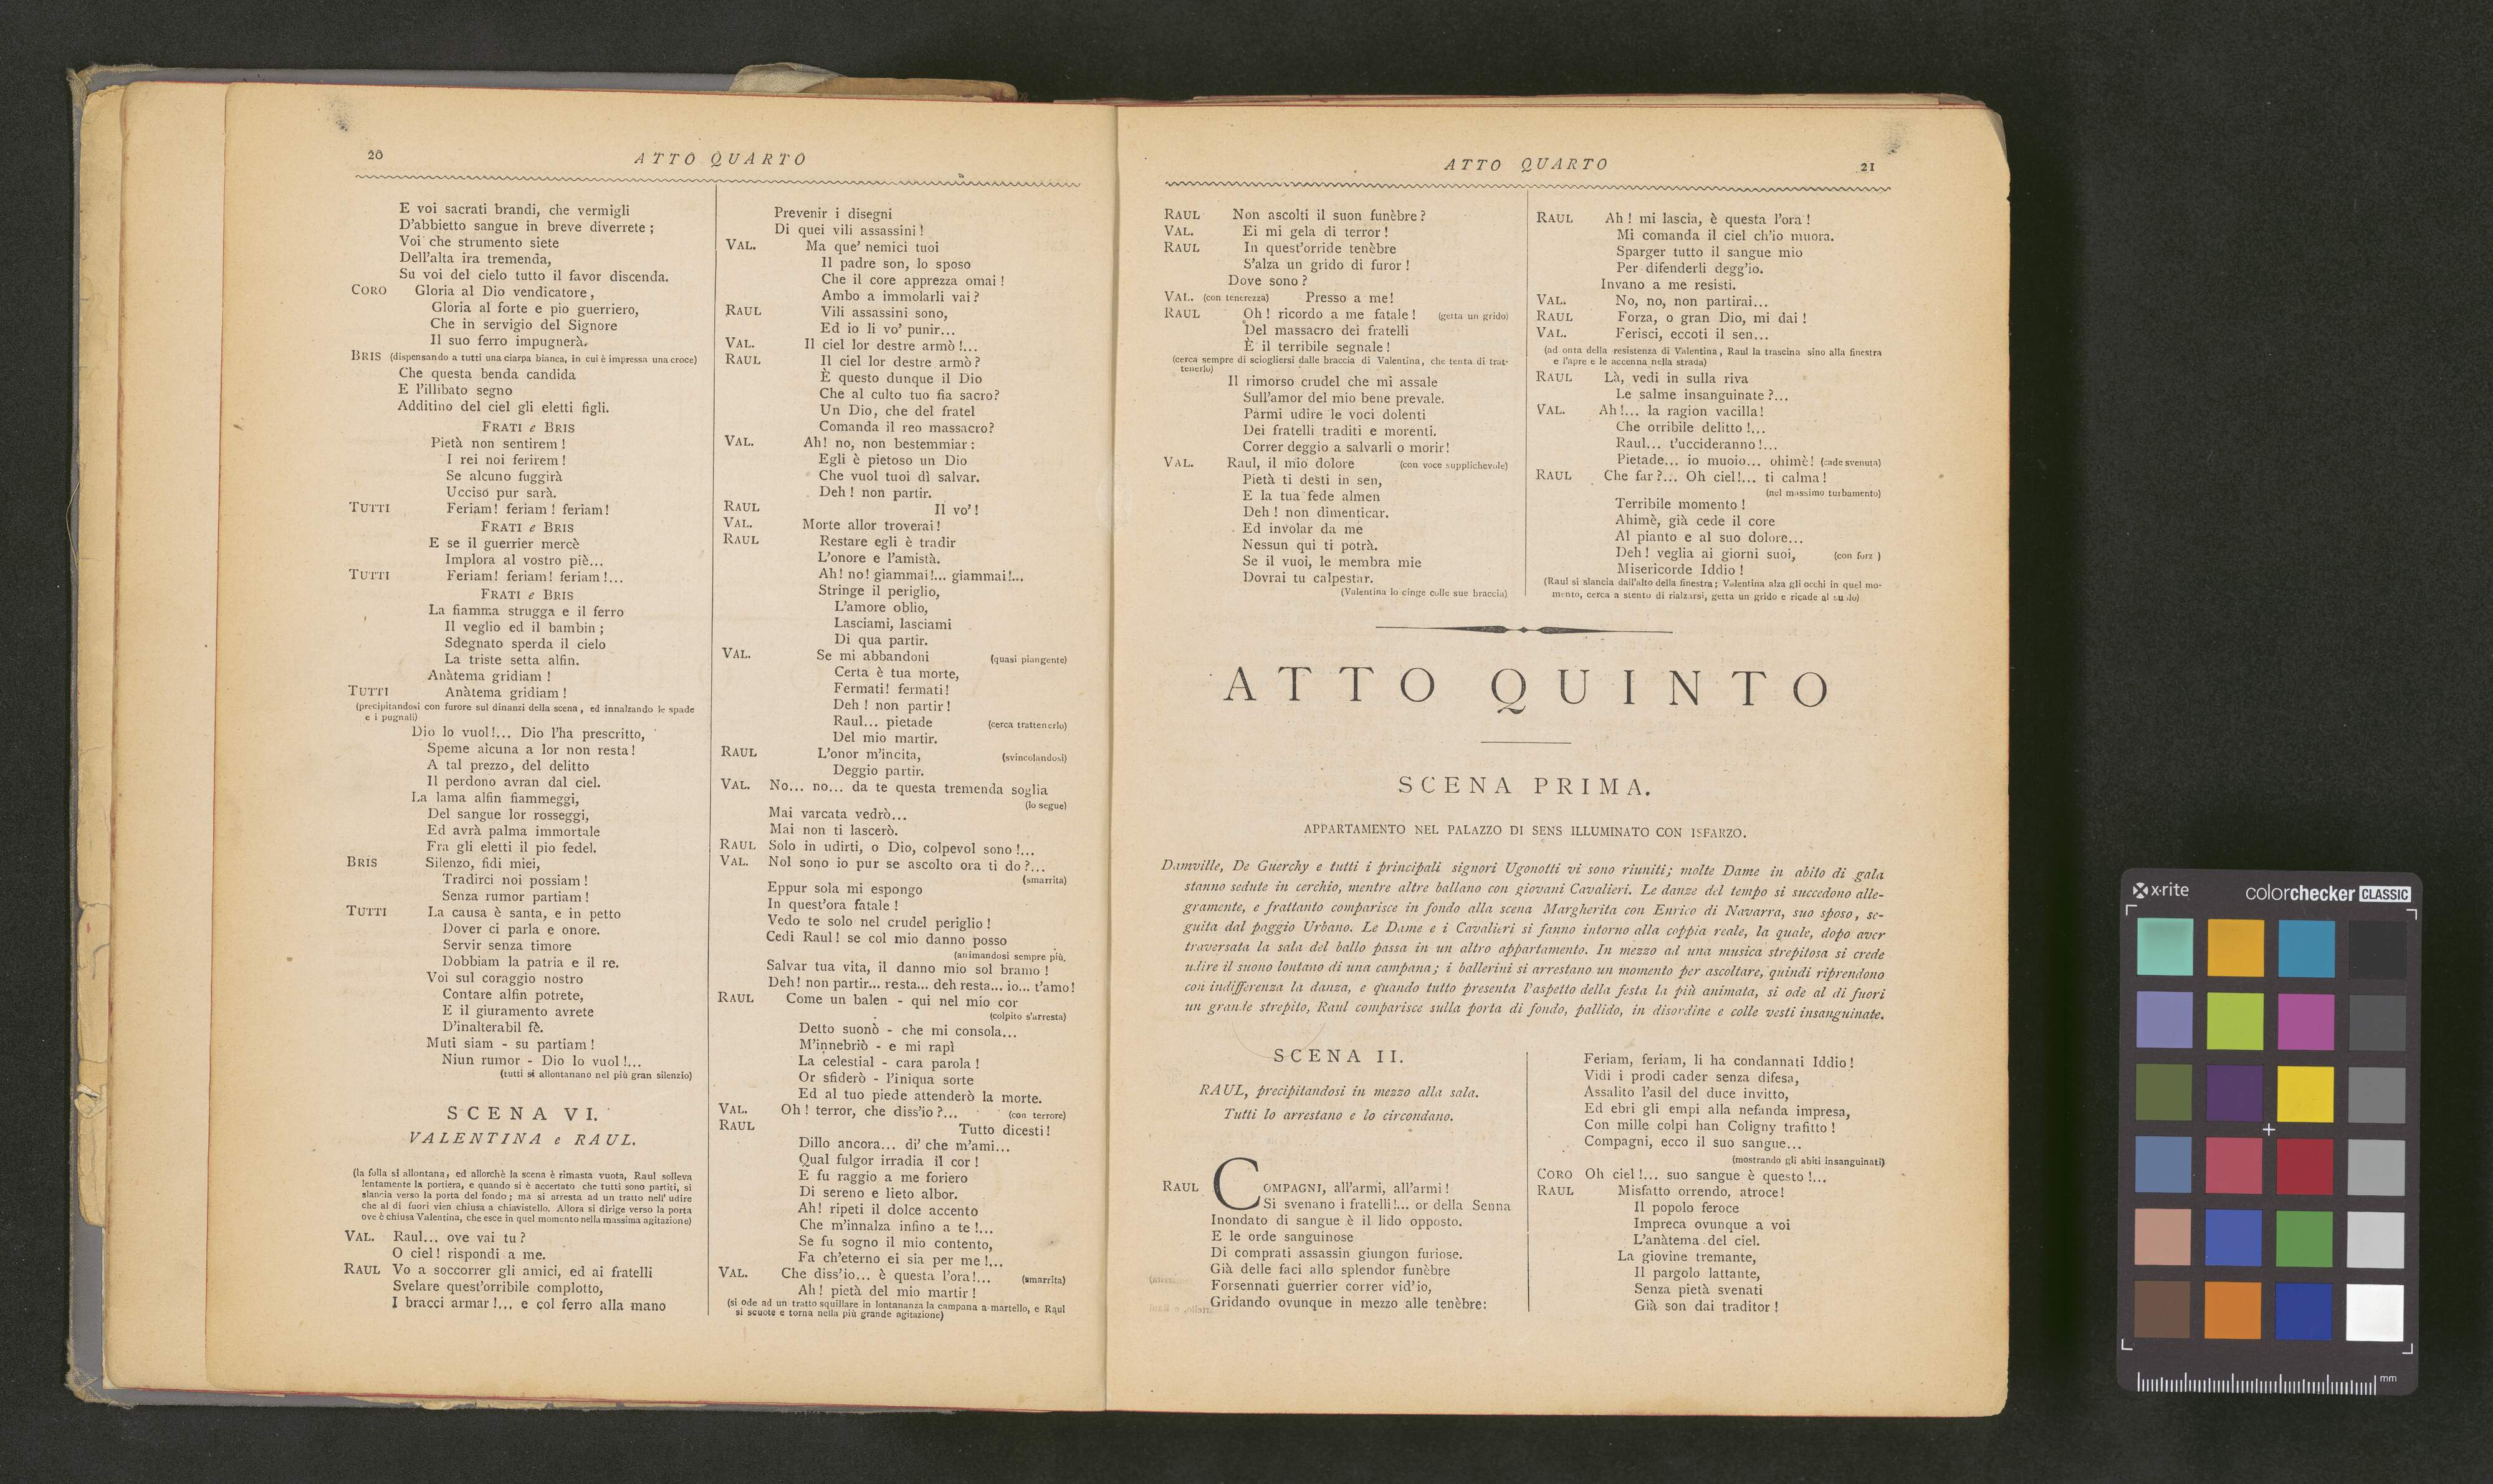 20
ATTO QUARTO
E voi sacrati brandi, che vermigli
D'abbietto sangue in breve diverrete ;
Voi che strumento siete
Dell'alta ira tremenda,
Su voi del cielo tutto il favor discenda.
CORO Gloria al Dio vendicatore,
Gloria al forte e pio guerriero,
Che in servigio del Signore
Il suo ferro impugnerà.
BRIS (dispensando a tutti una ciarpa bianca, in cui è impressa una croce)
Che questa benda candida
E l'illibato segno
Additino del ciel gli eletti figli.
FRATI e BRIS
Pietà non sentirem !
I rei noi ferirem !
Se alcuno fuggirà
Ucciso pur sarà.
TUTTI Feriam! feriam ! feriam!
FRATI e BRIS
E se il guerrier mercè
Implora al vostro piè...
TUTTI Feriam! feriam! feriam !...
FRATI e BRIS
La fiamma strugga e il ferro
Il veglio ed il bambin ;
Sdegnato sperda il cielo
La triste setta alfin.
Anàtema gridiam !
TUTTI Anàtema gridiam !
(precipitandosi con furore sul dinanzi della scena, ed innalzando le spade
e i pugnali)
Dio lo vuol!... Dio l'ha prescritto,
Speme alcuna a lor non resta!
A tal prezzo, del delitto
Il perdono avran dal ciel.
La lama alfin fiammeggi,
Del sangue lor rosseggi,
Ed avrà palma immortale
Fra gli eletti il pio fedel.
BRIS Silenzo, fidi miei,
Tradirci noi possiam !
Senza rumor partiam !
TUTTI La causa è santa, e in petto
Dover ci parla e onore.
Servir senza timore
Dobbiam la patria e il re.
Voi sul coraggio nostro
Contare alfin potrete,
E il giuramento avrete
D'inalterabil fè.
Muti siam - su partiam !
Niun rumor - Dio lo vuol !...
(tutti si allontanano nel più gran silenzio)
SCENA VI.
VALENTINA e RAUL.
(la folla si allontana, ed allorchè la scena è rimasta vuota, Raul solleva
lentamente la portiera, e quando si è accertato che tutti sono partiti, si
slancia verso la porta del fondo ; ma si arresta ad un tratto nell' udire
che al di fuori vien chiusa a chiavistello. Allora si dirige verso la porta
ove è chiusa Valentina, che esce in quel momento nella massima agitazione)
VAL. Raul... ove vai tu ?
O ciel! rispondi a me.
RAUL Vo a soccorrer gli amici, ed ai fratelli
Svelare quest'orribile complotto,
I bracci armar !... e col ferro alla mano
Prevenir i disegni
Di quei vili assassini !
VAL. Ma que' nemici tuoi
Il padre son, lo sposo
Che il core apprezza omai !
Ambo a immolarli vai ?
RAUL Vili assassini sono,
Ed io li vo' punir...
VAL. Il ciel lor destre armò !...
RAUL Il ciel lor destre armò ?
È questo dunque il Dio
Che al culto tuo fia sacro?
Un Dio, che del fratel
Comanda il reo massacro?
VAL. Ah! no, non bestemmiar :
Egli è pietoso un Dio
Che vuol tuoi dì salvar.
Deh ! non partir.
RAUL Il vo' !
VAL. Morte allor troverai !
RAUL Restare egli è tradir
L'onore e l'amistà.
Ah! no! giammai!... giammai!...
Stringe il periglio,
L'amore oblio,
Lasciami, lasciami
Di qua partir.
VAL. Se mi abbandoni (quasi piangente)
Certa è tua morte,
Fermati! fermati!
Deh ! non partir!
Raul... pietade (cerca trattenerlo)
Del mio martir.
RAUL L'onor m'incita, (svincolandosi)
Deggio partir.
VAL. No... no... da te questa tremenda soglia
(lo segue)
Mai varcata vedrò...
Mai non ti lascerò.
RAUL Solo in udirti, o Dio, colpevol sono !...
VAL. Nol sono io pur se ascolto ora ti do ?...
(smarrita)
Eppur sola mi espongo
In quest'ora fatale !
Vedo te solo nel crudel periglio !
Cedi Raul! se col mio danno posso
(animandosi sempre più,
Salvar tua vita, il danno mio sol bramo !
Deh! non partir... resta... deh resta... io... t'amo!
RAUL Come un balen - qui nel mio cor
(colpito s'arresta)
Detto suonò - che mi consola...
M'innebriò - e mi rapì
La celestial - cara parola !
Or sfiderò - l'iniqua sorte
Ed al tuo piede attenderò la morte.
VAL. Oh ! terror, che diss'io ?... (con terrore)
RAUL Tutto dicesti!
Dillo ancora... di' che m'ami...
Qual fulgor irradia il cor !
E fu raggio a me foriero
Di sereno e lieto albor.
Ah! ripeti il dolce accento
Che m'innalza infino a te !...
Se fu sogno il mio contento,
Fa ch'eterno ei sia per me !...
VAL. Che diss'io... è questa l'ora!... (smarrita)
Ah! pietà del mio martir !
(si ode ad un tratto squillare in lontananza la campana a martello, e Raul
si scuote e torna nella più grande agitazione)
ATTO QUARTO
21
RAUL Non ascolti il suon funèbre ?
VAL. Ei mi gela di terror !
RAUL In quest'orride tenèbre
S'alza un grido di furor !
Dove sono ?
VAL. (con tenerezza) Presso a me!
RAUL Oh ! ricordo a me fatale ! (getta un grido)
Del massacro dei fratelli
È il terribile segnale !
(cerca sempre di sciogliersi dalle braccia di Valentina, che tenta di trat-
tenerlo)
Il rimorso crudel che mi assale
Sull'amor del mio bene prevale.
Parmi udire le voci dolenti
Dei fratelli traditi e morenti.
Correr deggio a salvarli o morir!
VAL. Raul, il mio dolore (con voce supplichevole)
Pietà ti desti in sen,
E la tua fede almen
Deh ! non dimenticar.
Ed involar da me
Nessun qui ti potrà.
Se il vuoi, le membra mie
Dovrai tu calpestar.
(Valentina lo cinge colle sue braccia)
RAUL Ah! mi lascia, è questa l'ora !
Mi comanda il ciel ch'io muora.
Sparger tutto il sangue mio
Per difenderli degg'io.
Invano a me resisti.
VAL. No, no, non partirai...
RAUL Forza, o gran Dio, mi dai !
VAL. Ferisci, eccoti il sen...
(ad onta della resistenza di Valentina, Raul la trascina sino alla finestra
e l'apre e le accenna nella strada)
RAUL Là, vedi in sulla riva
Le salme insanguinate ?...
VAL. Ah !... la ragion vacilla!
Che orribile delitto !...
Raul... t'uccideranno !...
Pietade... io muoio... ohimè! (cade svenuta)
RAUL Che far ?... Oh ciel!... ti calma !
(nel massimo turbamento)
Terribile momento !
Ahimè, già cede il core
Al pianto e al suo dolore...
Deh! veglia ai giorni suoi, (con forz )
Misericorde Iddio !
(Raul si slancia dall'alto della finestra ; Valentina alza gli occhi in quel mo-
mento, cerca a stento di rialzarsi, getta un grido e ricade al suolo)
ATTO QUINTO
SCENA PRIMA.
APPARTAMENTO NEL PALAZZO DI SENS ILLUMINATO CON ISFARZO.
Damville, De Guerchy e tutti i principali signori Ugonotti vi sono riuniti; molte Dame in abito di gala
stanno sedute in cerchio, mentre altre ballano con giovani Cavalieri. Le danze del tempo si succedono alle-
gramente, e frattanto comparisce in fondo alla scena Margherita con Enrico di Navarra, suo sposo, se-
guita dal paggio Urbano. Le Dame e i Cavalieri si fanno intorno alla coppia reale, la quale, dopo aver
traversata la sala del ballo passa in un altro appartamento. In mezzo ad una musica strepitosa si crede
udire il suono lontano di una campana ; i ballerini si arrestano un momento per ascoltare, quindi riprendono
con indifferenza la danza, e quando tutto presenta l'aspetto della festa la più animata, si ode al di fuori
un grande strepito, Raul comparisce sulla porta di fondo, pallido, in disordine e colle vesti insanguinate.
SCENA II.
RAUL, precipitandosi in mezzo alla sala.
Tutti lo arrestano e lo circondano.
RAUL COMPAGNI, all'armi, all'armi !
Si svenano i fratelli!... or della Senna
Inondato di sangue è il lido opposto.
E le orde sanguinose
Di comprati assassin giungon furiose.
Già delle faci allo splendor funèbre
Forsennati guerrier correr vid'io,
Gridando ovunque in mezzo alle tenèbre:
Feriam, feriam, li ha condannati Iddio !
Vidi i prodi cader senza difesa,
Assalito l'asil del duce invitto,
Ed ebri gli empi alla nefanda impresa,
Con mille colpi han Coligny trafitto !
Compagni, ecco il suo sangue...
(mostrando gli abiti insanguinati)
CORO Oh ciel !... suo sangue è questo !...
RAUL Misfatto orrendo, atroce!
Il popolo feroce
Impreca ovunque a voi
L'anàtema del ciel.
La giovine tremante,
Il pargolo lattante,
Senza pietà svenati
Già son dai traditor !
x-rite
colorchecker CLASSIC
mm